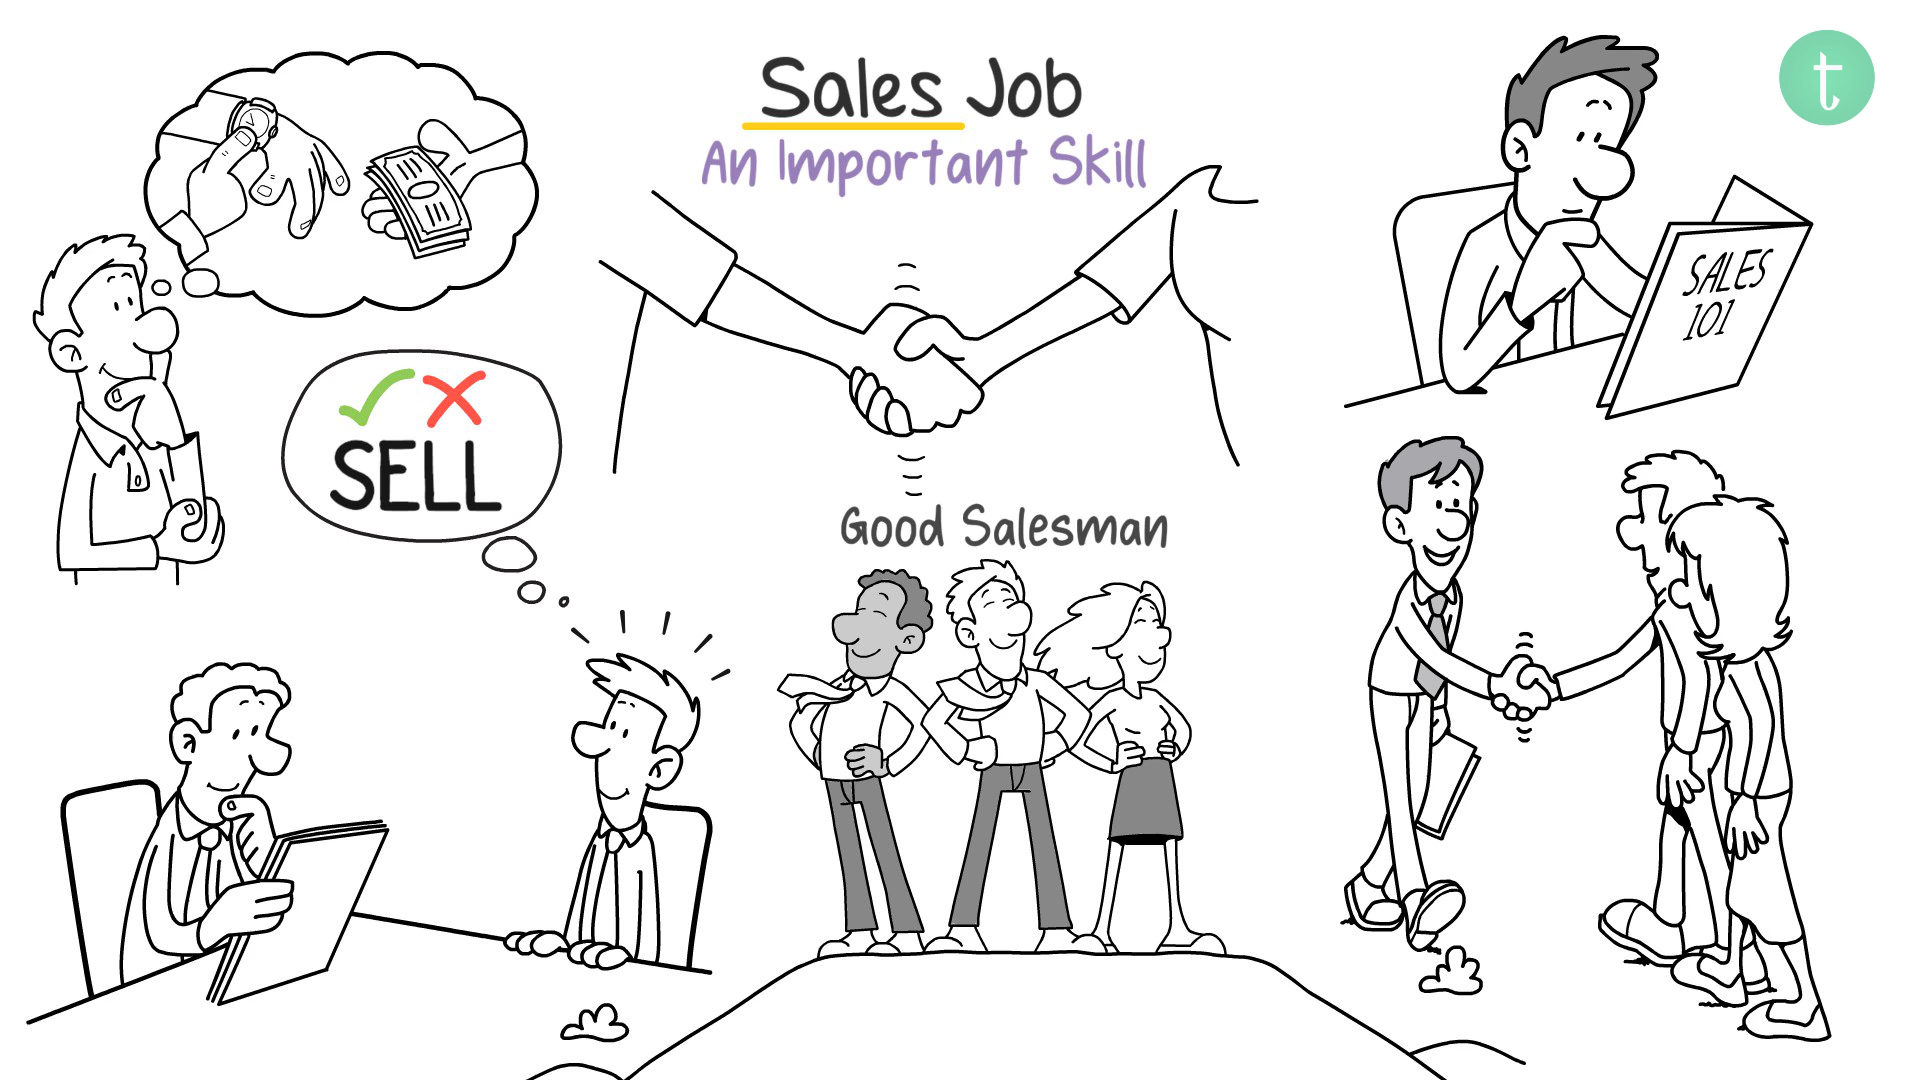 Sales Job
An Important Skill
t
SELL
SALES
101
Good Salesman